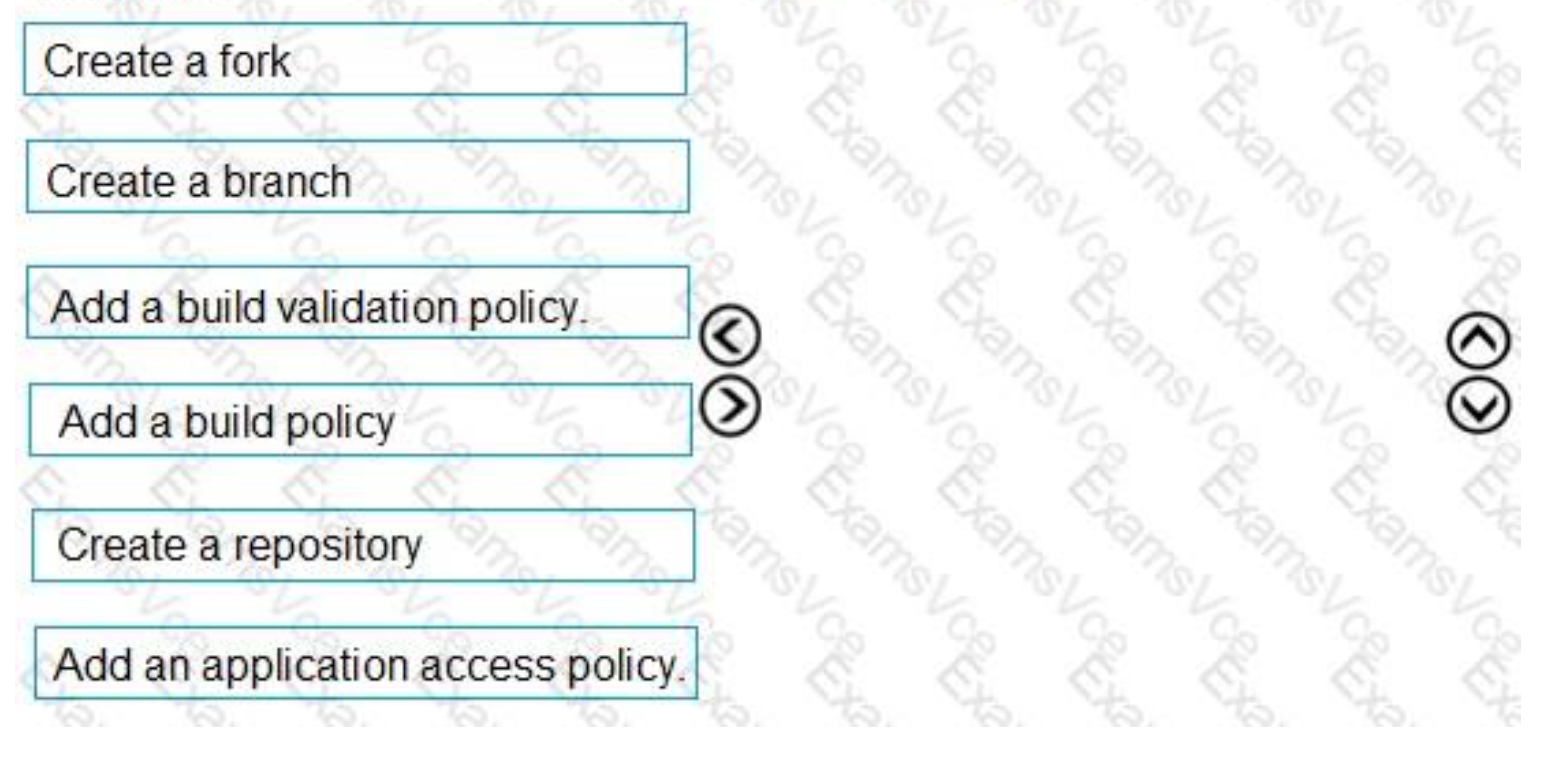 Create a fork
Create a branch
Add a build validation policy.
Add a build policy
Create a repository
Add an application access policy.
ExamsVce